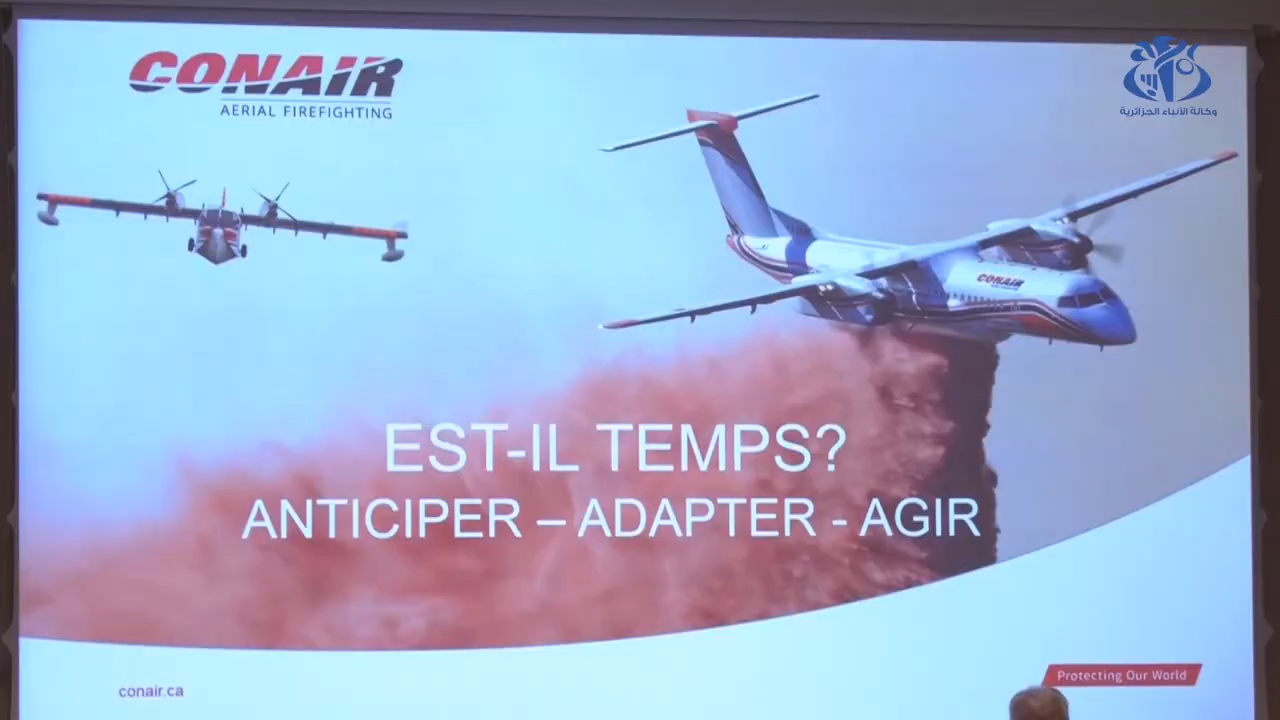 CONAIR
AERIAL FIREFIGHTING
وكالة الأنباء الجزائرية
CONAIR
EST-IL TEMPS?
ANTICIPER – ADAPTER - AGIR
conair.ca
Protecting Our World